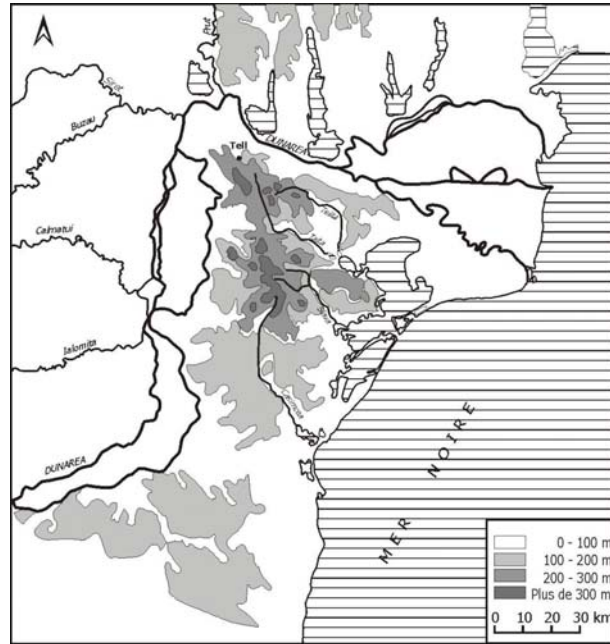 Prut
Siret
Buzau
DUNAREA
Tell
Taita
Calmatui
Ialomita
DUNAREA
MER NOIRE
0 - 100 m
100 - 200 m
200 - 300 m
Plus de 300 m
0 10 20 30 km